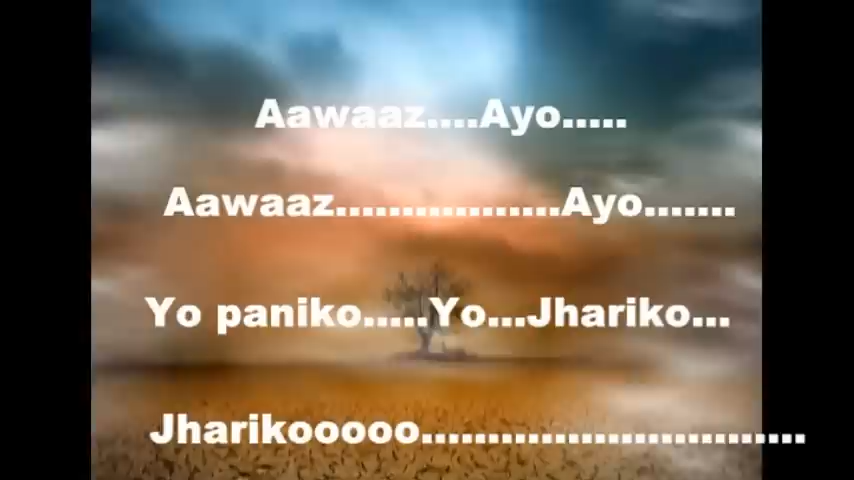 Aawaaz....Ayo.....
Aawaaz.................Ayo.......
Yo paniko.....Yo...Jhariko...
Jharikooooo.............................